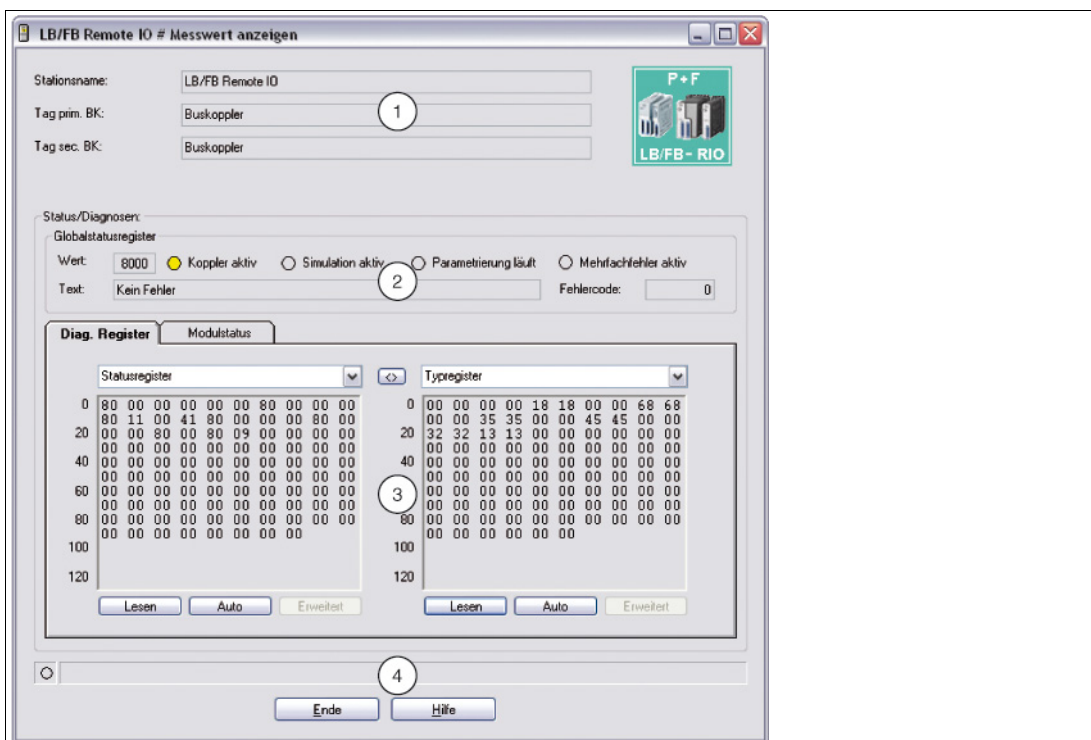 LB/FB Remote IO # Messwert anzeigen
Stationsname: LB/FB Remote IO
Tag prim. BK: Buskoppler
Tag sec. BK: Buskoppler
1
P+F
LB/FB-RIO
Status/Diagnosen:
Globalstatusregister
Wert: 8000 Koppler aktiv Simulation aktiv Parametrierung läuft Mehrfachfehler aktiv
2
Text: Kein Fehler Fehlercode: 0
Diag. Register Modulstatus
Statusregister <> Typregister
0 80 00 00 00 00 00 80 00 00 00
80 11 00 41 80 00 00 00 80 00
20 00 00 80 00 80 09 00 00 00 00
00 00 00 00 00 00 00 00 00 00
40 00 00 00 00 00 00 00 00 00 00
00 00 00 00 00 00 00 00 00 00
60 00 00 00 00 00 00 00 00 00 00
00 00 00 00 00 00 00 00 00 00
80 00 00 00 00 00 00 00 00 00 00
00 00 00 00 00 00 00 00
100
120
Lesen Auto Erweitert
3
0 00 00 00 00 18 18 00 00 68 68
00 00 35 35 00 00 45 45 00 00
20 32 32 13 13 00 00 00 00 00 00
00 00 00 00 00 00 00 00 00 00
40 00 00 00 00 00 00 00 00 00 00
00 00 00 00 00 00 00 00 00 00
00 00 00 00 00 00 00 00 00 00
00 00 00 00 00 00 00 00 00 00
80 00 00 00 00 00 00 00 00 00 00
00 00 00 00 00 00
100
120
Lesen Auto Erweitert
4
Ende Hilfe